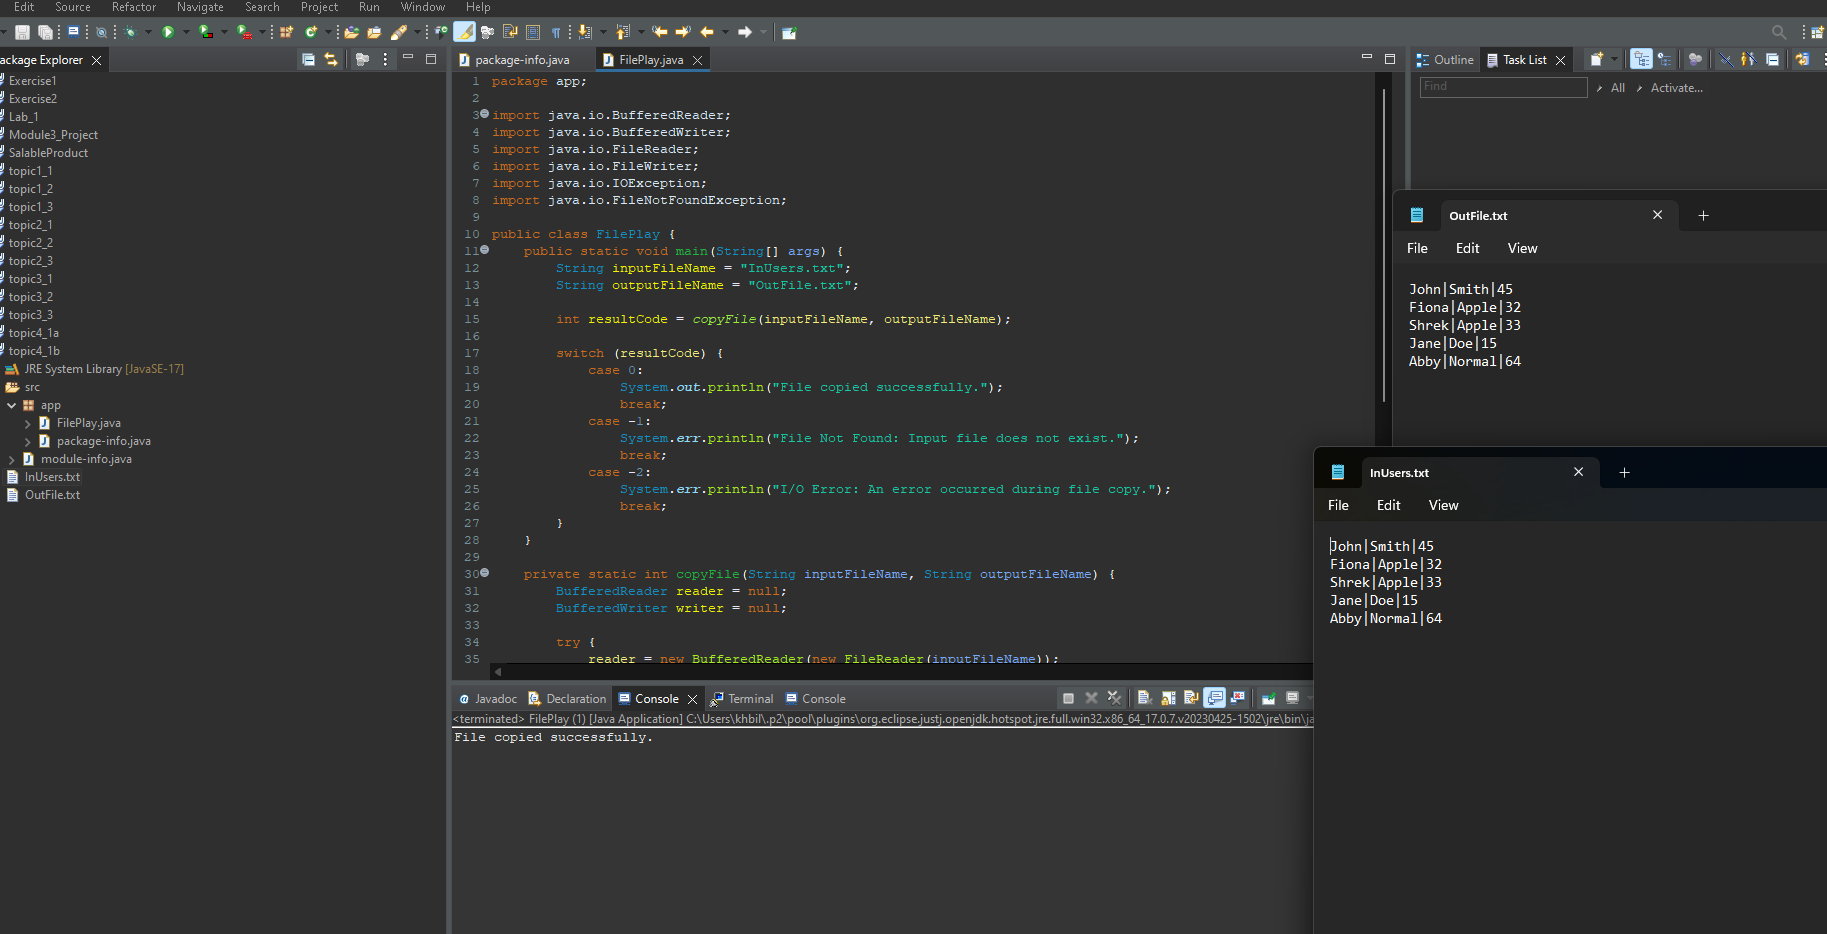 Edit Source Refactor Navigate Search Project Run Window Help
ackage Explorer
Exercise1
Exercise2
Lab_1
Module3_Project
SalableProduct
topic1_1
topic1_2
topic1_3
topic2_1
topic2_2
topic2_3
topic3_1
topic3_2
topic3_3
topic4_1a
topic4_1b
JRE System Library [JavaSE-17]
src
app
FilePlay.java
package-info.java
module-info.java
InUsers.txt
OutFile.txt
package-info.java FilePlay.java
1 package app;
2
3 import java.io.BufferedReader;
4 import java.io.BufferedWriter;
5 import java.io.FileReader;
6 import java.io.FileWriter;
7 import java.io.IOException;
8 import java.io.FileNotFoundException;
9
10 public class FilePlay {
11 public static void main(String[] args) {
12 String inputFileName = "InUsers.txt";
13 String outputFileName = "OutFile.txt";
14
15 int resultCode = copyFile(inputFileName, outputFileName);
16
17 switch (resultCode) {
18 case 0:
19 System.out.println("File copied successfully.");
20 break;
21 case -1:
22 System.err.println("File Not Found: Input file does not exist.");
23 break;
24 case -2:
25 System.err.println("I/O Error: An error occurred during file copy.");
26 break;
27 }
28 }
29
30 private static int copyFile(String inputFileName, String outputFileName) {
31 BufferedReader reader = null;
32 BufferedWriter writer = null;
33
34 try {
35 reader = new BufferedReader(new FileReader(inputFileName));
Javadoc Declaration Console Terminal Console
<terminated> FilePlay (1) [Java Application] C:\Users\khbil\.p2\pool\plugins\org.eclipse.justj.openjdk.hotspot.jre.full.win32.x86_64_17.0.7.v20230425-1502\jre\bin\ja
File copied successfully.
Outline Task List
Find All Activate...
OutFile.txt
File Edit View
John|Smith|45
Fiona|Apple|32
Shrek|Apple|33
Jane|Doe|15
Abby|Normal|64
InUsers.txt
File Edit View
John|Smith|45
Fiona|Apple|32
Shrek|Apple|33
Jane|Doe|15
Abby|Normal|64